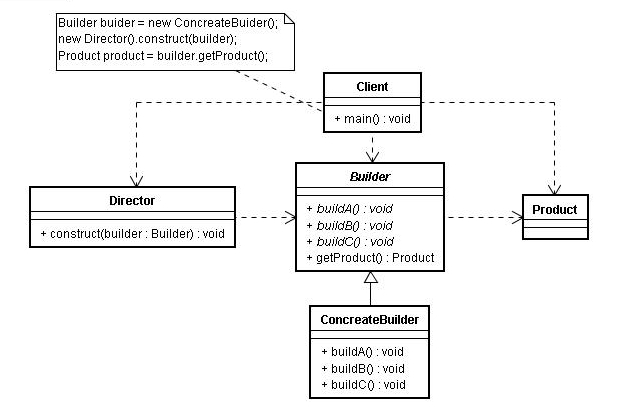 Builder buider = new ConcreateBuider();
new Director().construct(builder);
Product product = builder.getProduct();
Client
+ main() : void
Builder
+ buildA() : void
+ buildB() : void
+ buildC() : void
+ getProduct() : Product
Director
+ construct(builder : Builder) : void
Product
ConcreateBuilder
+ buildA() : void
+ buildB() : void
+ buildC() : void